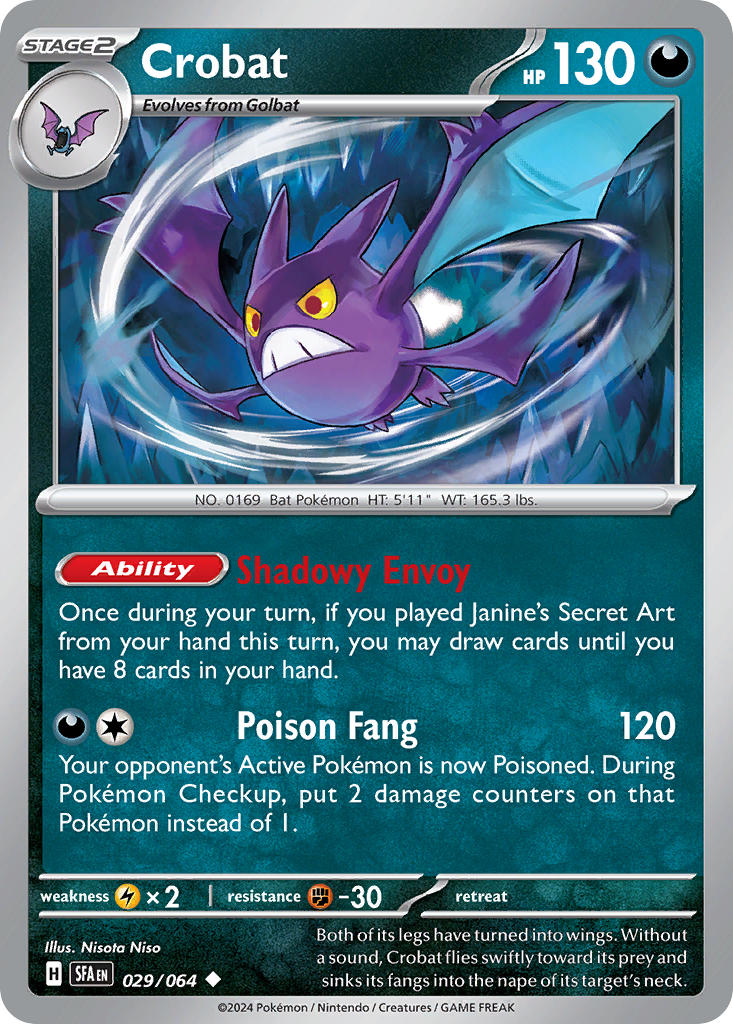 STAGE2
Crobat
HP 130
Evolves from Golbat
NO. 0169 Bat Pokémon HT: 5'11" WT: 165.3 lbs.
Ability Shadowy Envoy
Once during your turn, if you played Janine's Secret Art
from your hand this turn, you may draw cards until you
have 8 cards in your hand.
Poison Fang 120
Your opponent's Active Pokémon is now Poisoned. During
Pokémon Checkup, put 2 damage counters on that
Pokémon instead of 1.
weakness ×2 resistance -30 retreat
Illus. Nisota Niso
Both of its legs have turned into wings. Without
a sound, Crobat flies swiftly toward its prey and
sinks its fangs into the nape of its target's neck.
H SFA EN 029/064
©2024 Pokémon / Nintendo / Creatures / GAME FREAK